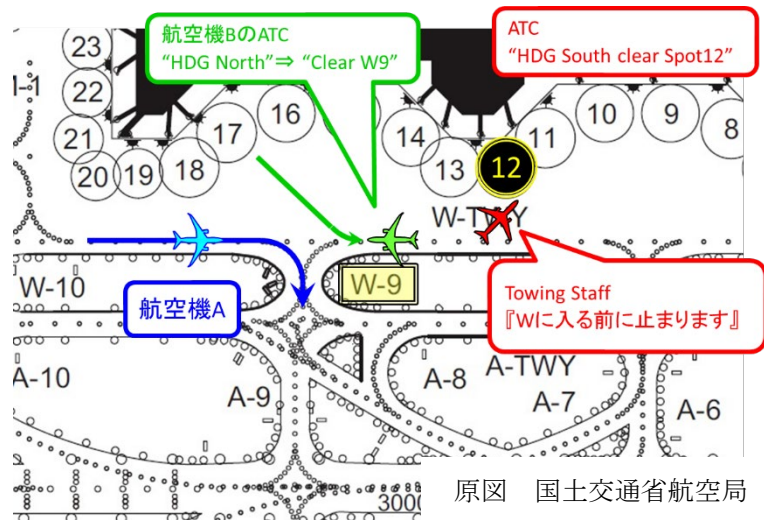 航空機BのATC
“HDG North”⇒ “Clear W9”
ATC
“HDG South clear Spot12”
23
22
21
20
19
18
17
16
14
13
12
11
10
9
8
W-TWY
W-10
航空機A
W-9
Towing Staff
『Wに入る前に止まります』
A-10
A-9
A-8
A-TWY
A-7
A-6
3000
原図 国土交通省航空局